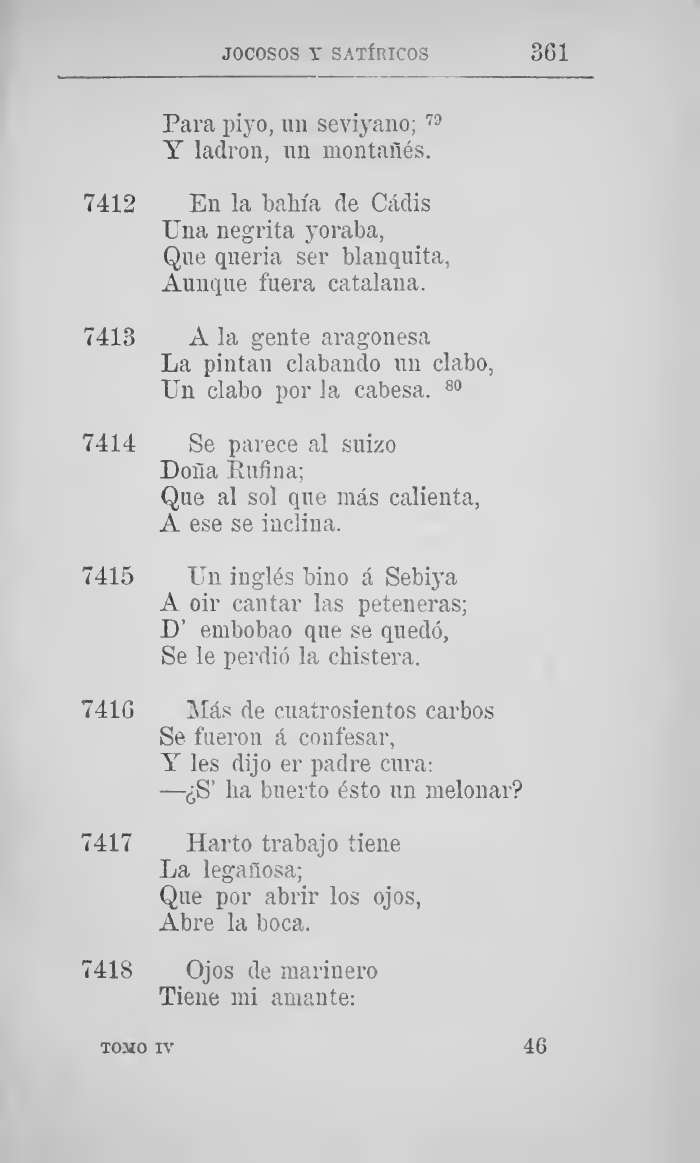 JOCOSOS Y SATÍRICOS 361
Para piyo, un seviyano; 79
Y ladron, un montañés.
7412 En la bahía de Cádis
Una negrita yoraba,
Que queria ser blanquita,
Aunque fuera catalana.
7413 A la gente aragonesa
La pintan clabando un clabo,
Un clabo por la cabesa. 80
7414 Se parece al suizo
Doña Rufina;
Que al sol que más calienta,
A ese se inclina.
7415 Un inglés bino á Sebiya
A oir cantar las peteneras;
D' embobao que se quedó,
Se le perdió la chistera.
7416 Más de cuatrosientos carbos
Se fueron á confesar,
Y les dijo er padre cura:
—¿S' ha buerto ésto un melonar?
7417 Harto trabajo tiene
La legañosa;
Que por abrir los ojos,
Abre la boca.
7418 Ojos de marinero
Tiene mi amante:
TOMO IV 46